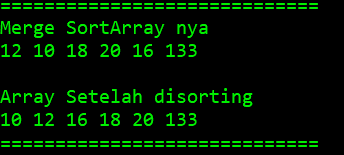 ==============================
Merge SortArray nya
12 10 18 20 16 133
Array Setelah disorting
10 12 16 18 20 133
==============================